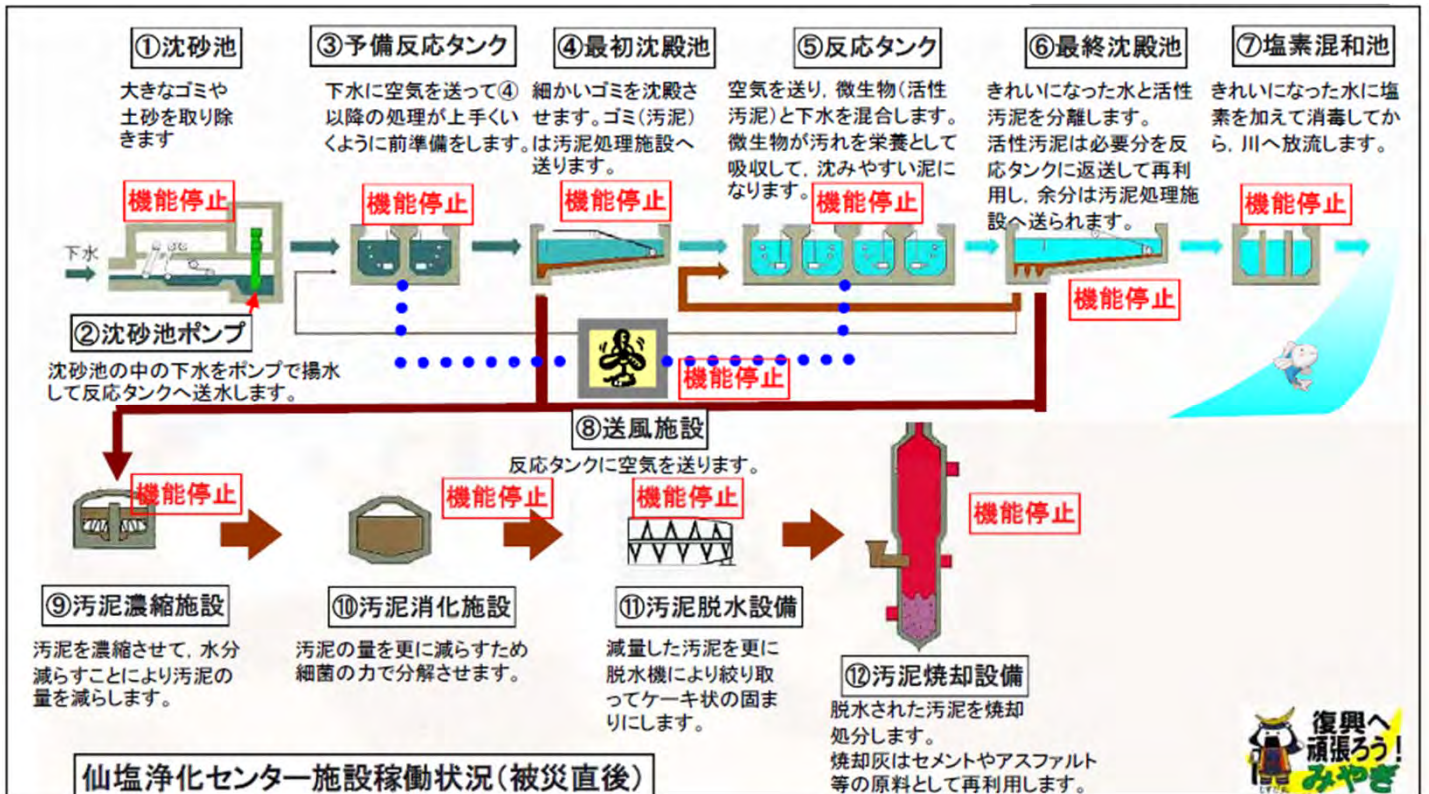 ①沈砂池
大きなゴミや
土砂を取り除
きます
機能停止
下水
②沈砂池ポンプ
沈砂池の中の下水をポンプで揚水
して反応タンクへ送水します。
③予備反応タンク
下水に空気を送って④
以降の処理が上手くい
くように前準備をします。
機能停止
④最初沈殿池
細かいゴミを沈殿さ
せます。ゴミ(汚泥)
は汚泥処理施設へ
送ります。
機能停止
⑤反応タンク
空気を送り,微生物(活性
汚泥)と下水を混合します。
微生物が汚れを栄養として
吸収して,沈みやすい泥に
なります。
機能停止
⑥最終沈殿池
きれいになった水と活性
汚泥を分離します。
活性汚泥は必要分を反
応タンクに返送して再利
用し,余分は汚泥処理施
設へ送られます。
機能停止
⑦塩素混和池
きれいになった水に塩
素を加えて消毒してか
ら,川へ放流します。
機能停止
機能停止
⑧送風施設
反応タンクに空気を送ります。
機能停止
⑨汚泥濃縮施設
汚泥を濃縮させて,水分
減らすことにより汚泥の
量を減らします。
機能停止
⑩汚泥消化施設
汚泥の量を更に減らすため
細菌の力で分解させます。
機能停止
⑪汚泥脱水設備
減量した汚泥を更に
脱水機により絞り取
ってケーキ状の固ま
りにします。
機能停止
⑫汚泥焼却設備
脱水された汚泥を焼却
処分します。
焼却灰はセメントやアスファルト
等の原料として再利用します。
仙塩浄化センター施設稼働状況(被災直後)
復興へ
頑張ろう!
みやぎ